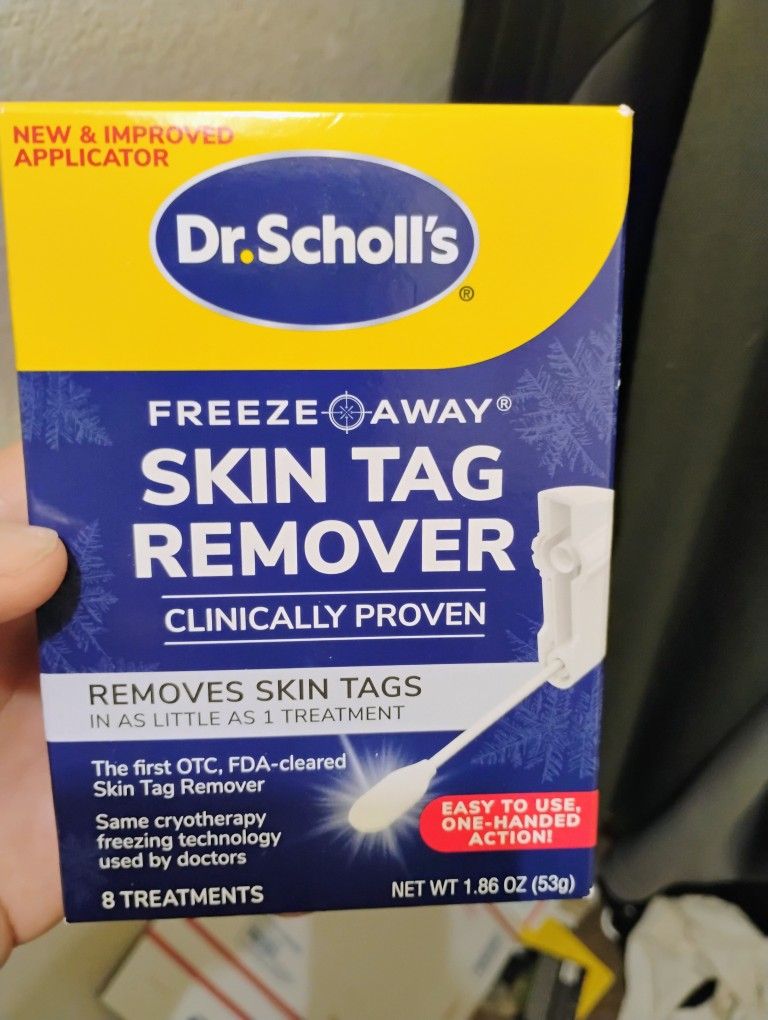 NEW & IMPROVED
APPLICATOR
Dr.Scholl's
®
FREEZE AWAY®
SKIN TAG
REMOVER
CLINICALLY PROVEN
REMOVES SKIN TAGS
IN AS LITTLE AS 1 TREATMENT
The first OTC, FDA-cleared
Skin Tag Remover
Same cryotherapy
freezing technology
used by doctors
EASY TO USE,
ONE-HANDED
ACTION!
8 TREATMENTS
NET WT 1.86 OZ (53g)